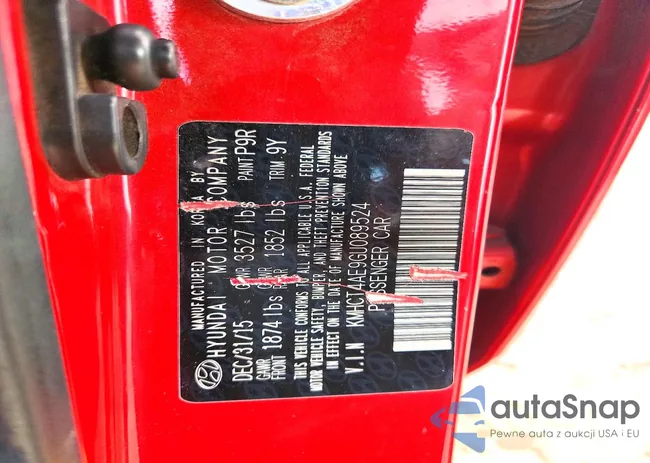 MANUFACTURED IN KOREA BY
HYUNDAI MOTOR COMPANY
DEC/31/15 GVWR 3527 lbs PAINT P9R
GAWR FRONT 1874 lbs GAWR REAR 1852 lbs TRIM 9Y
THIS VEHICLE CONFORMS TO ALL APPLICABLE U.S.A. FEDERAL
MOTOR VEHICLE SAFETY, BUMPER, AND THEFT PREVENTION STANDARDS
IN EFFECT ON THE DATE OF MANUFACTURE SHOWN ABOVE
V.I.N KMHCT4AE9GU089524
PASSENGER CAR
autaSnap
Pewne auta z aukcji USA i EU